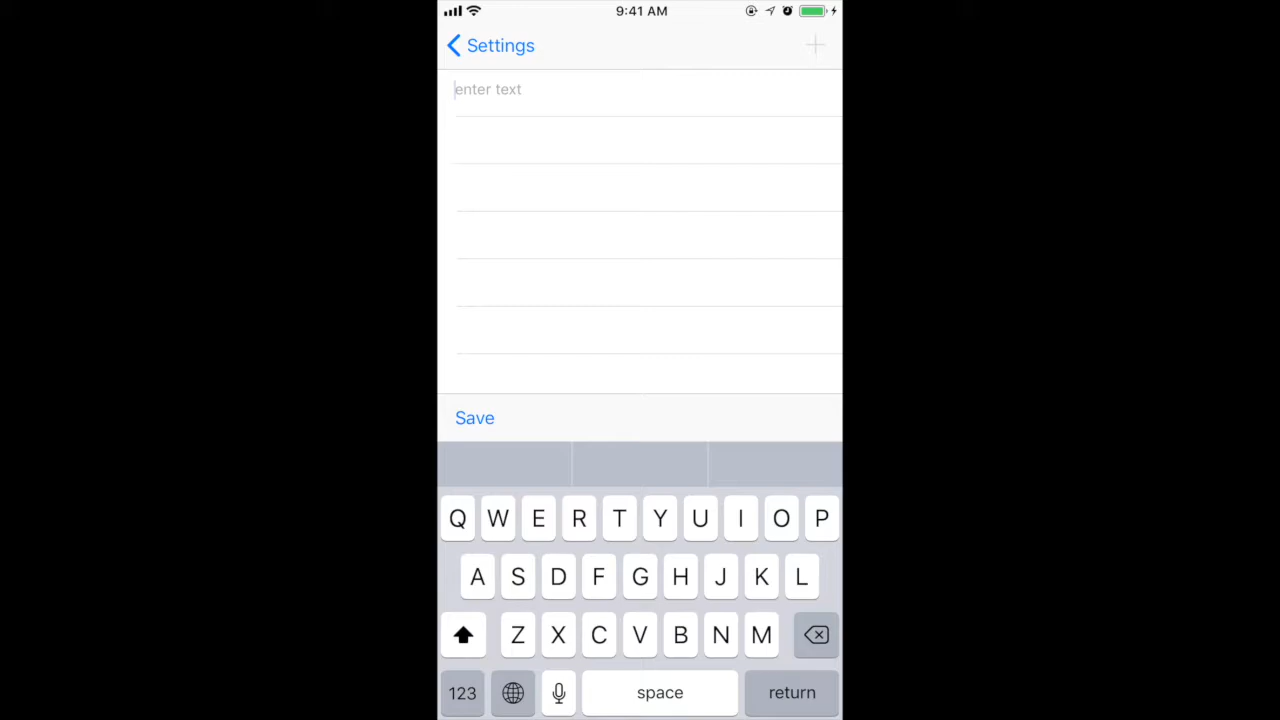 9:41 AM
Settings
enter text
Save
Q W E R T Y U I O P
A S D F G H J K L
Z X C V B N M
123 space return